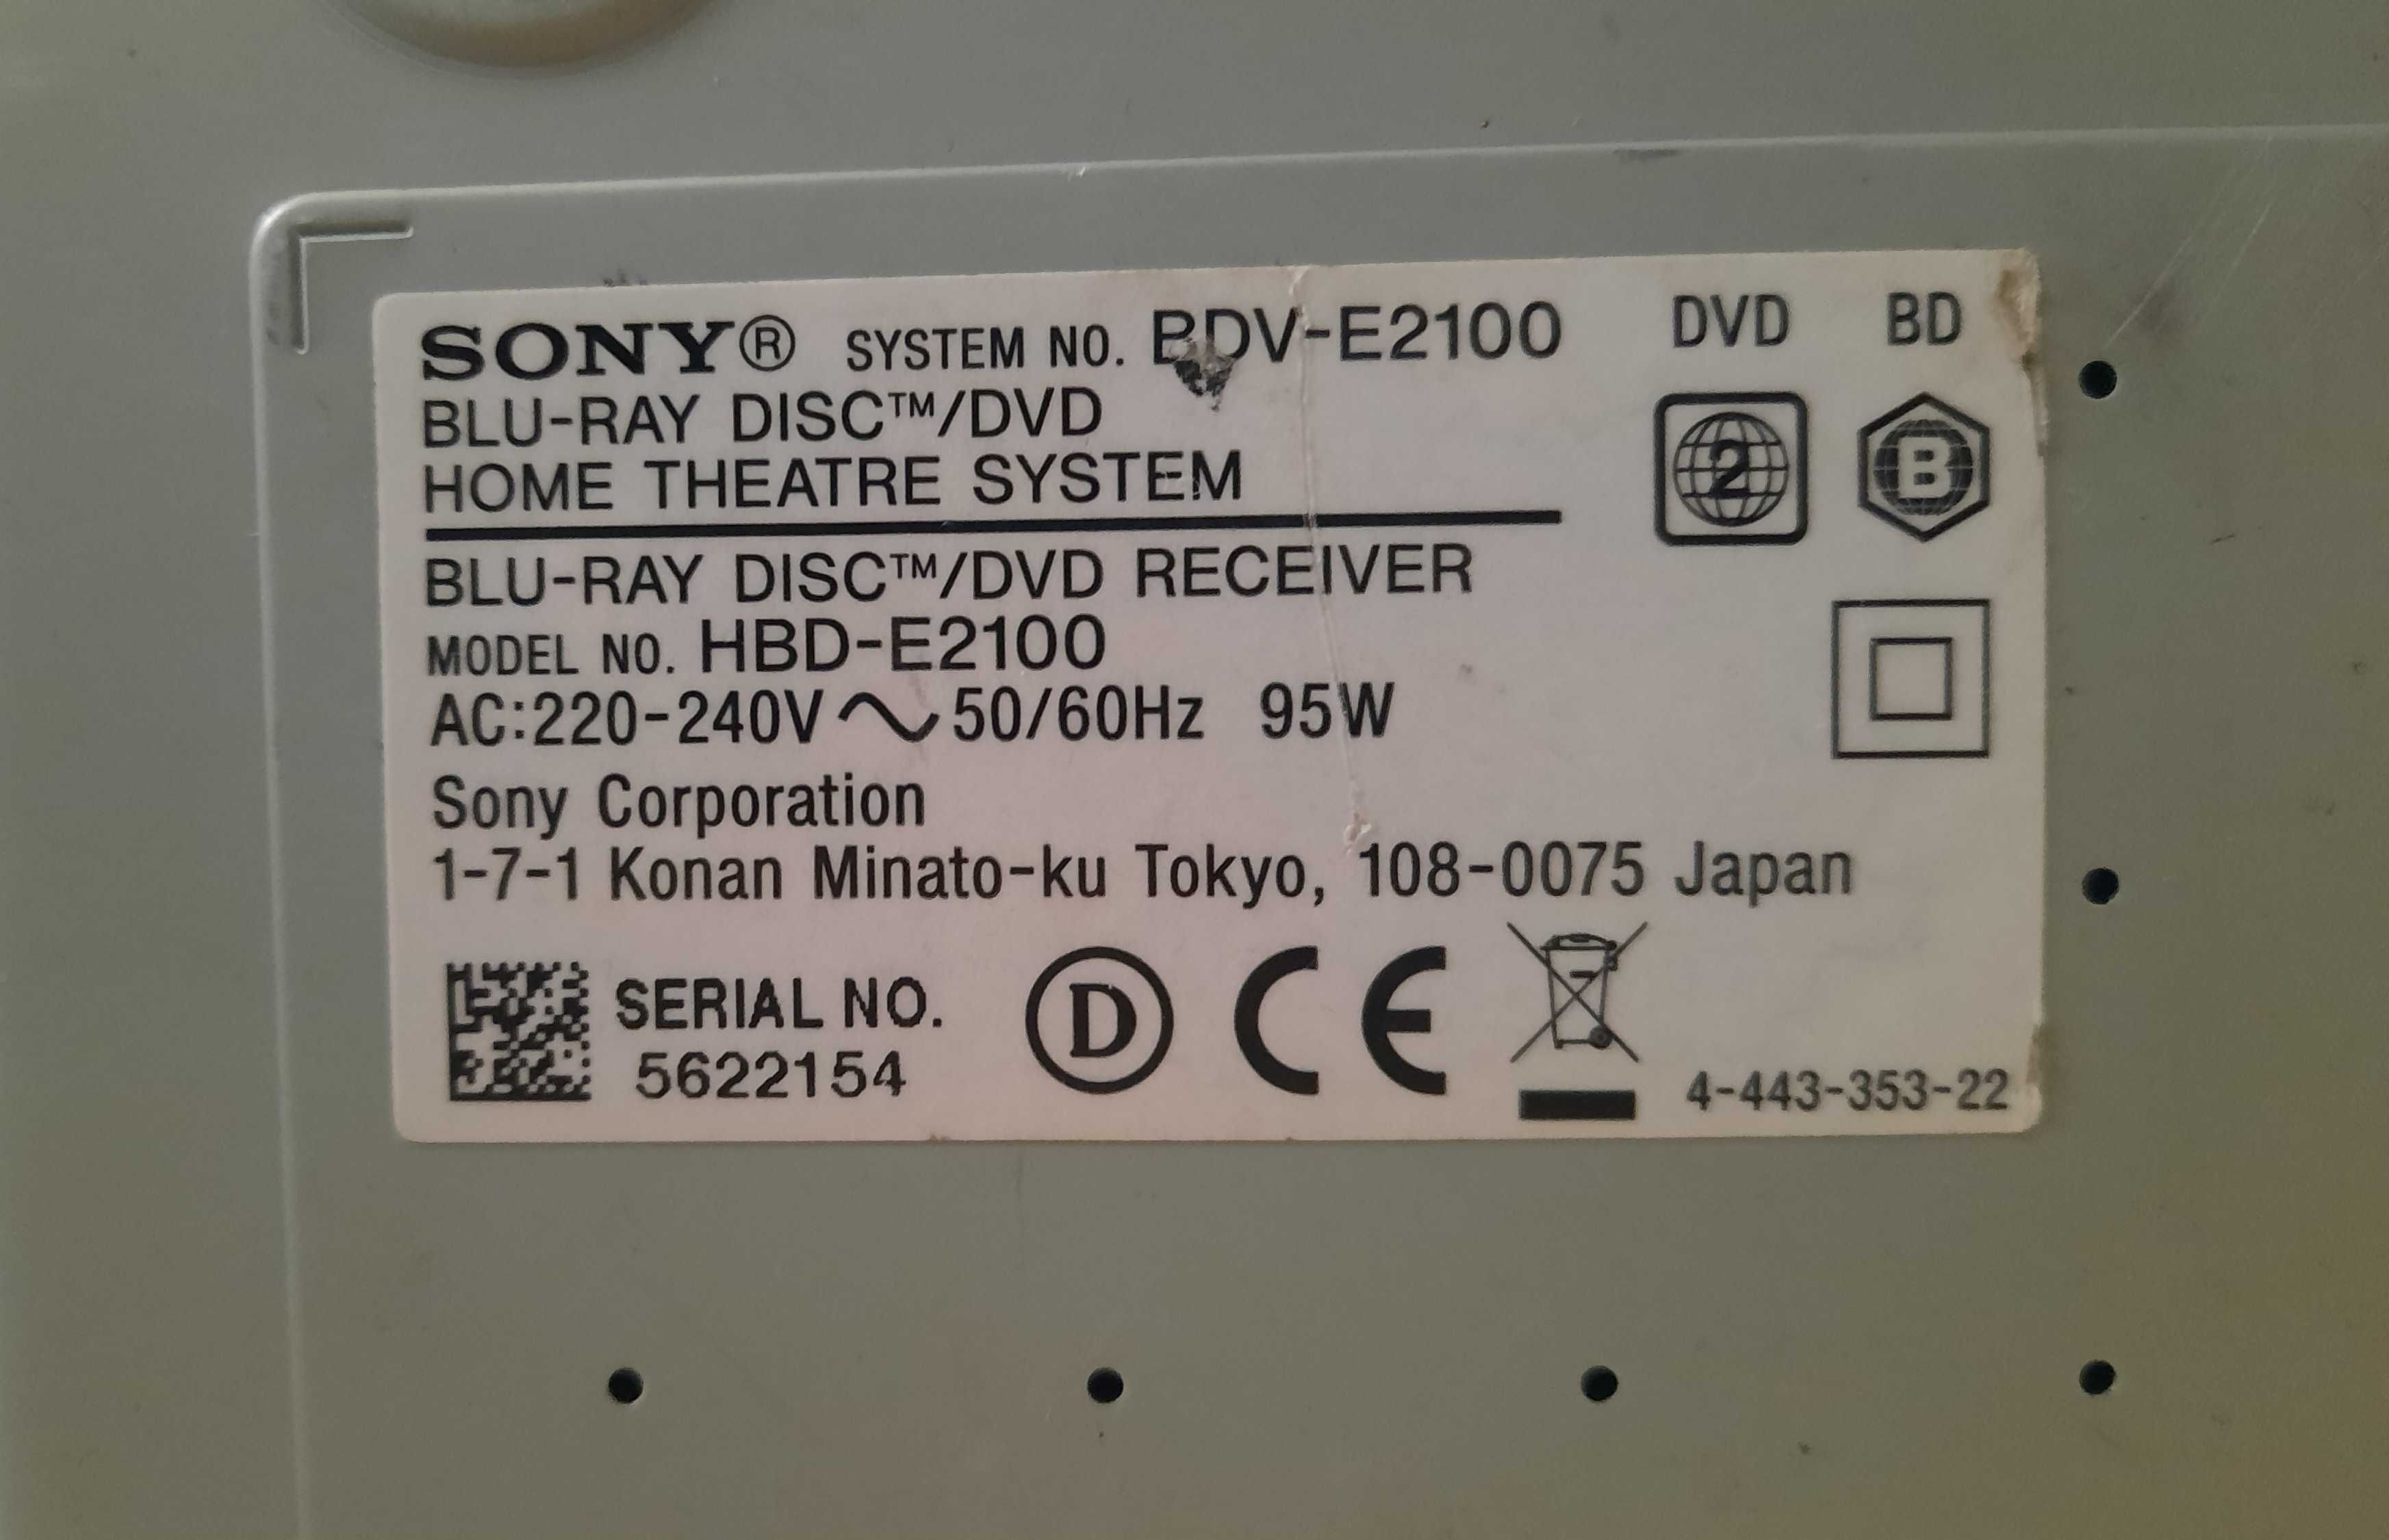 SONY® SYSTEM NO. BDV-E2100
BLU-RAY DISC™/DVD
HOME THEATRE SYSTEM
DVD BD
2 B
BLU-RAY DISC™/DVD RECEIVER
MODEL NO. HBD-E2100
AC:220-240V～50/60Hz 95W
Sony Corporation
1-7-1 Konan Minato-ku Tokyo, 108-0075 Japan
SERIAL NO.
5622154
D CE
4-443-353-22